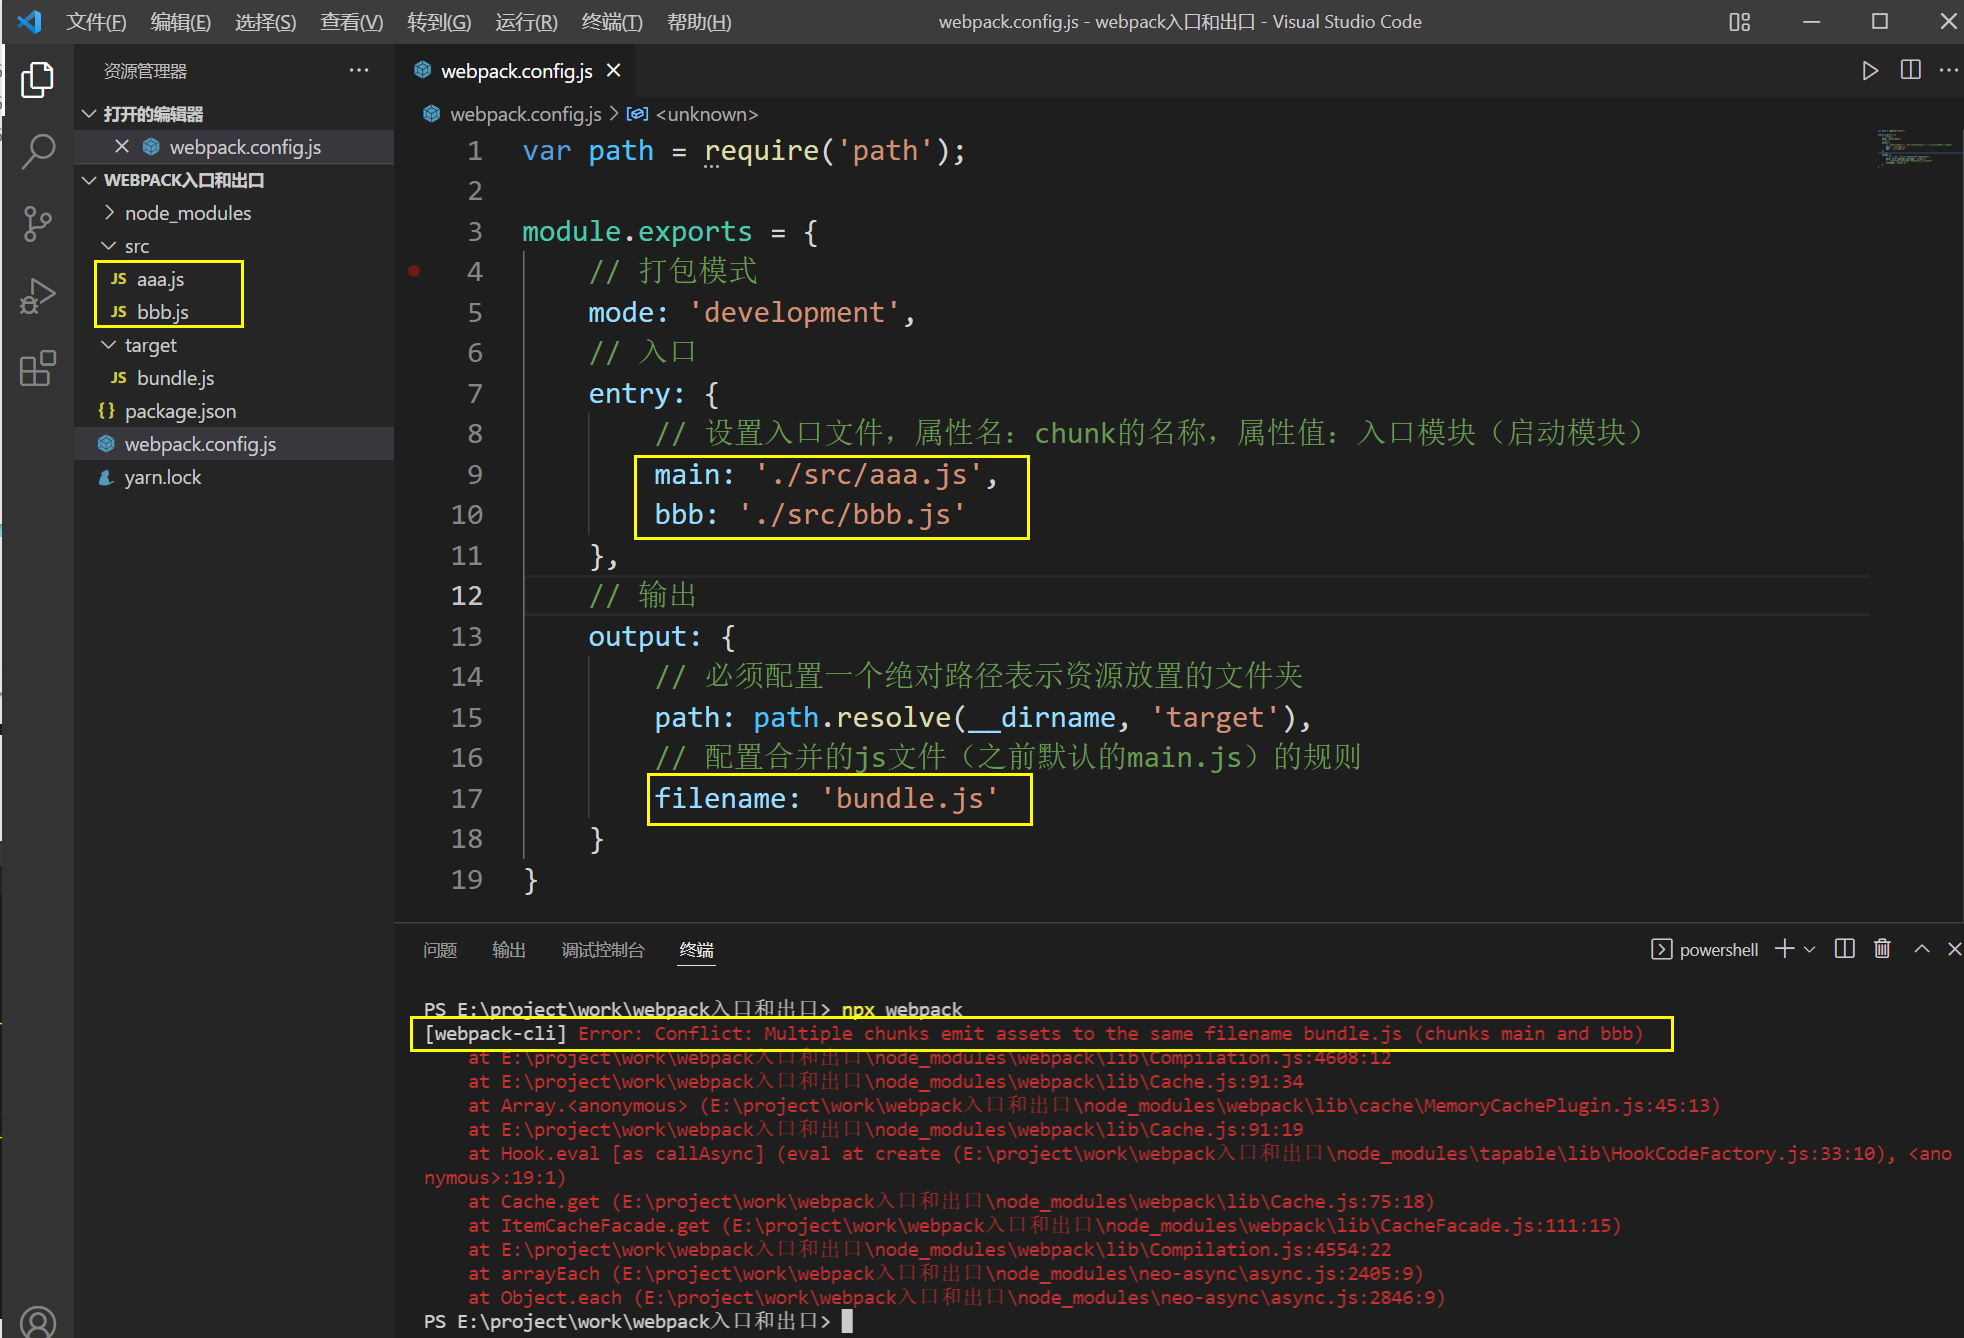 文件(F) 编辑(E) 选择(S) 查看(V) 转到(G) 运行(R) 终端(T) 帮助(H) webpack.config.js - webpack入口和出口 - Visual Studio Code
资源管理器 ···
webpack.config.js
打开的编辑器
webpack.config.js > <unknown>
webpack.config.js
WEBPACK入口和出口
node_modules
src
JS aaa.js
JS bbb.js
target
JS bundle.js
{} package.json
webpack.config.js
yarn.lock
1 var path = require('path');
2
3 module.exports = {
4 // 打包模式
5 mode: 'development',
6 // 入口
7 entry: {
8 // 设置入口文件，属性名：chunk的名称，属性值：入口模块（启动模块）
9 main: './src/aaa.js',
10 bbb: './src/bbb.js'
11 },
12 // 输出
13 output: {
14 // 必须配置一个绝对路径表示资源放置的文件夹
15 path: path.resolve(__dirname, 'target'),
16 // 配置合并的js文件（之前默认的main.js）的规则
17 filename: 'bundle.js'
18 }
19 }
问题 输出 调试控制台 终端 powershell
PS E:\project\work\webpack入口和出口> npx webpack
[webpack-cli] Error: Conflict: Multiple chunks emit assets to the same filename bundle.js (chunks main and bbb)
at E:\project\work\webpack入口和出口\node_modules\webpack\lib\Compilation.js:4608:12
at E:\project\work\webpack入口和出口\node_modules\webpack\lib\Cache.js:91:34
at Array.<anonymous> (E:\project\work\webpack入口和出口\node_modules\webpack\lib\cache\MemoryCachePlugin.js:45:13)
at E:\project\work\webpack入口和出口\node_modules\webpack\lib\Cache.js:91:19
at Hook.eval [as callAsync] (eval at create (E:\project\work\webpack入口和出口\node_modules\tapable\lib\HookCodeFactory.js:33:10), <ano
nymous>:19:1)
at Cache.get (E:\project\work\webpack入口和出口\node_modules\webpack\lib\Cache.js:75:18)
at ItemCacheFacade.get (E:\project\work\webpack入口和出口\node_modules\webpack\lib\CacheFacade.js:111:15)
at E:\project\work\webpack入口和出口\node_modules\webpack\lib\Compilation.js:4554:22
at arrayEach (E:\project\work\webpack入口和出口\node_modules\neo-async\async.js:2405:9)
at Object.each (E:\project\work\webpack入口和出口\node_modules\neo-async\async.js:2846:9)
PS E:\project\work\webpack入口和出口>